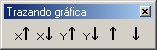 Trazando gráfica
X↑ X↓ Y↑ Y↓ ↑ ↓